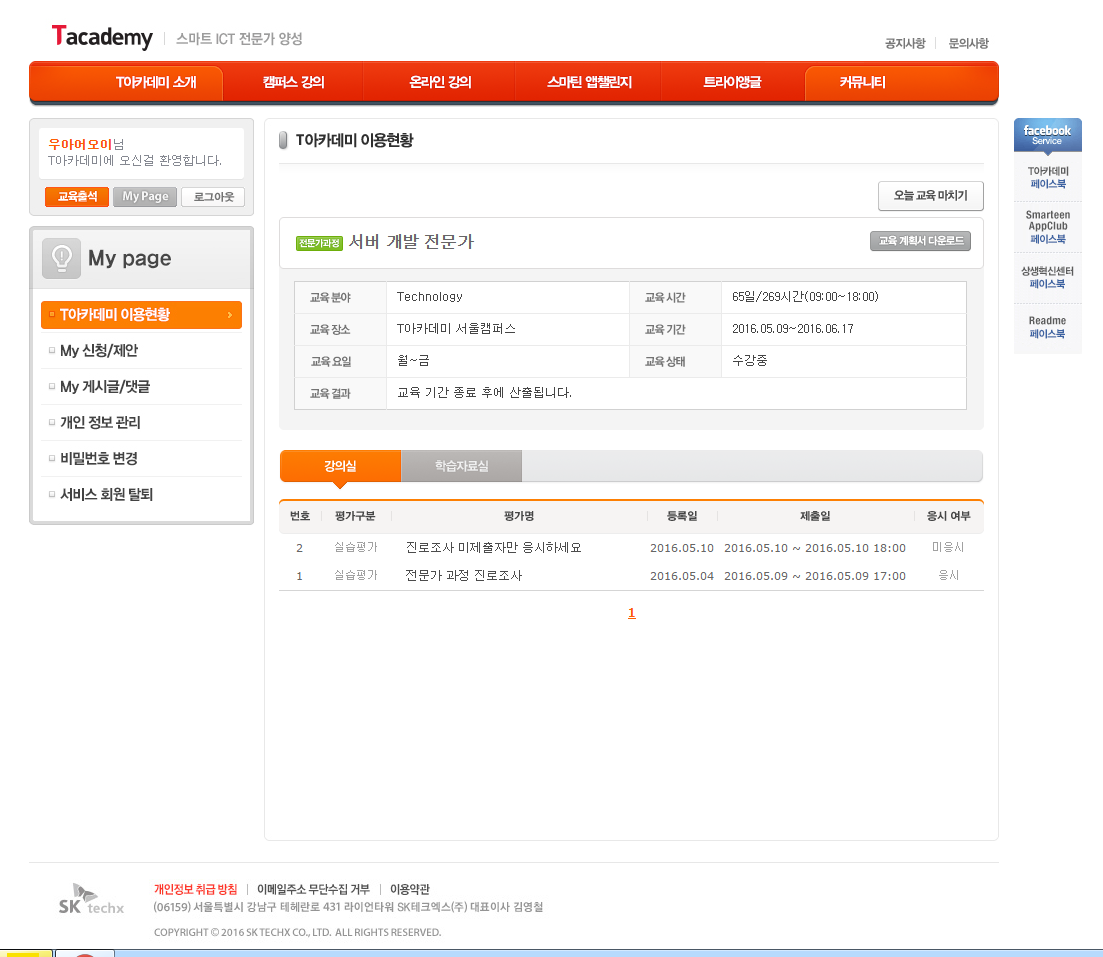 Tacademy 스마트 ICT 전문가 양성
공지사항 문의사항
T아카데미 소개 캠퍼스 강의 온라인 강의 스마틴 앱챌린지 트라이앵글 커뮤니티
우아어오이님
T아카데미에 오신걸 환영합니다.
교육출석 My Page 로그아웃
My page
T아카데미 이용현황
My 신청/제안
My 게시글/댓글
개인 정보 관리
비밀번호 변경
서비스 회원 탈퇴
T아카데미 이용현황
오늘 교육 마치기
전문가과정 서버 개발 전문가 교육 계획서 다운로드
교육 분야 Technology 교육 시간 65일/269시간(09:00~18:00)
교육 장소 T아카데미 서울캠퍼스 교육 기간 2016.05.09~2016.06.17
교육 요일 월~금 교육 상태 수강중
교육 결과 교육 기간 종료 후에 산출됩니다.
강의실 학습자료실
번호 평가구분 평가명 등록일 제출일 응시 여부
2 실습평가 진로조사 미제출자만 응시하세요 2016.05.10 2016.05.10 ~ 2016.05.10 18:00 미응시
1 실습평가 전문가 과정 진로조사 2016.05.04 2016.05.09 ~ 2016.05.09 17:00 응시
1
facebook
Service
T아카데미
페이스북
Smarteen
AppClub
페이스북
상생혁신센터
페이스북
Readme
페이스북
SK techx
개인정보 취급 방침 이메일주소 무단수집 거부 이용약관
(06159) 서울특별시 강남구 테헤란로 431 라이언타워 SK테크엑스(주) 대표이사 김영철
COPYRIGHT © 2016 SK TECHX CO., LTD. ALL RIGHTS RESERVED.